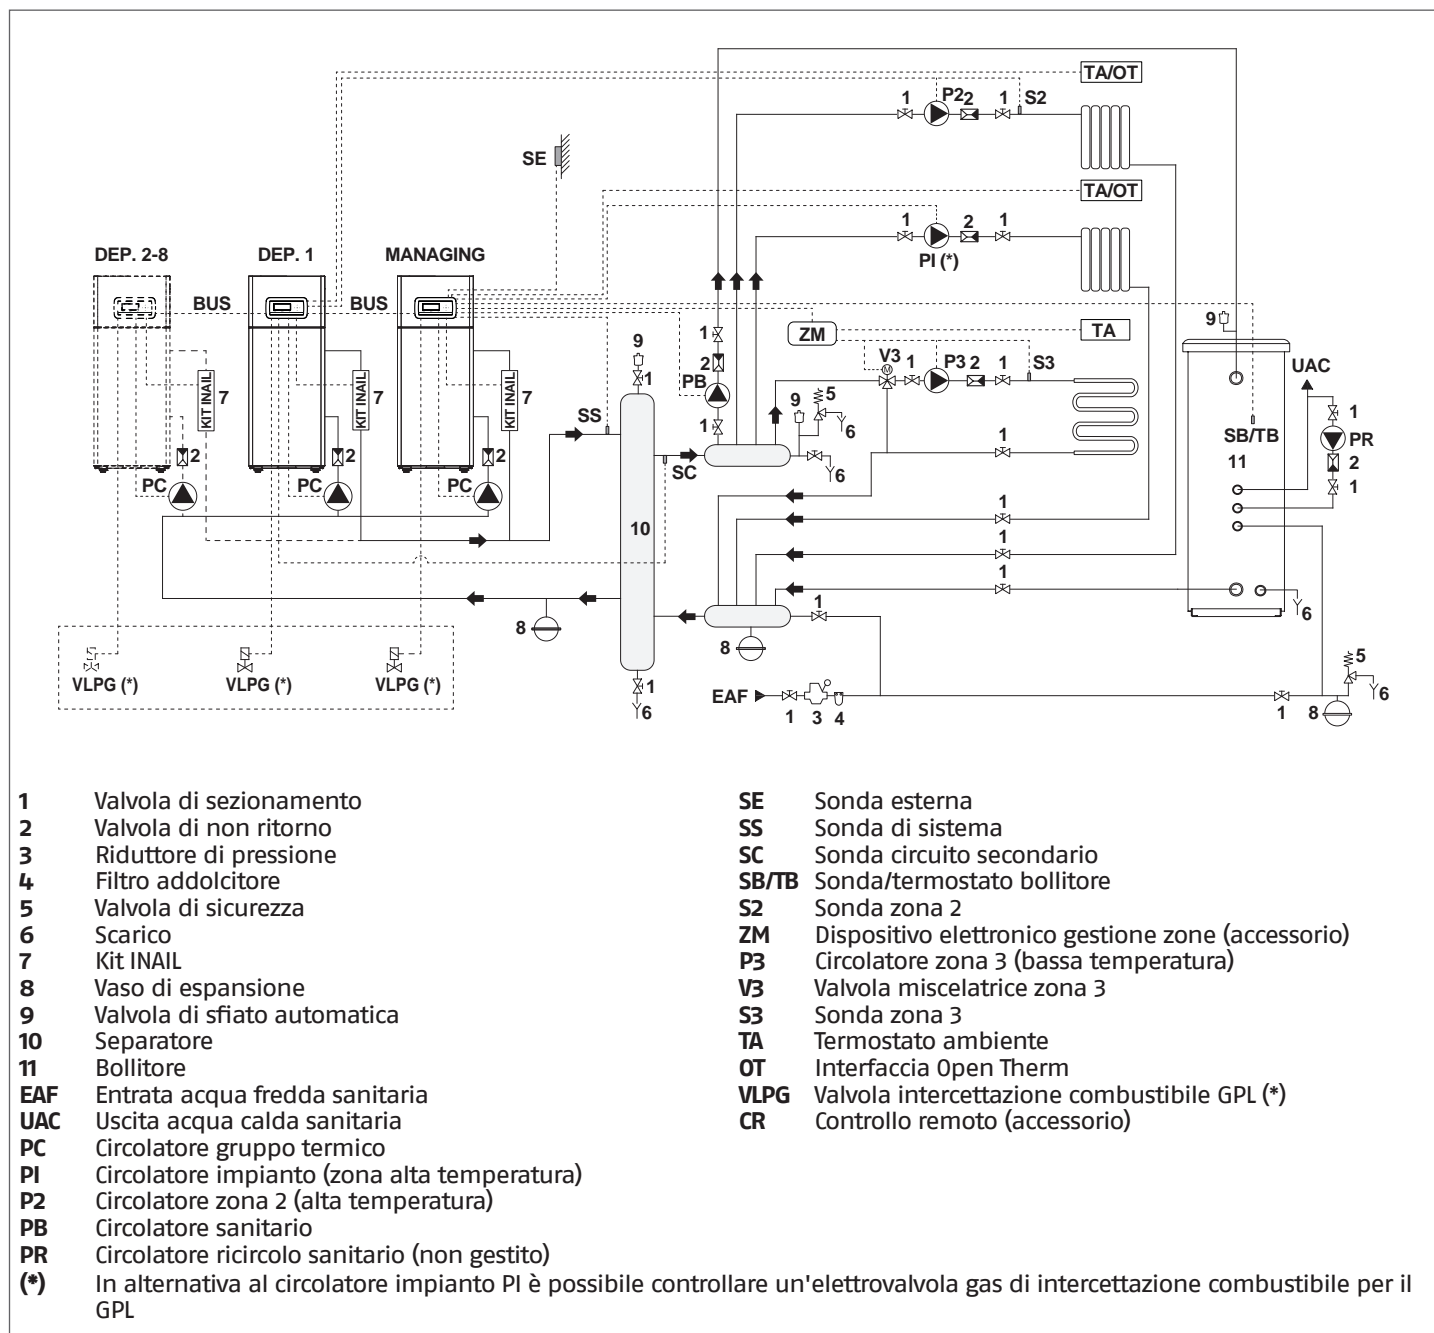 TA/OT
1
P2
2
1
S2
SE
TA/OT
1
2
1
PI (*)
DEP. 2-8
DEP. 1
MANAGING
BUS
BUS
9
ZM
TA
9
1
2
V3
1
P3
2
1
S3
UAC
PB
1
9
5
6
KIT INAIL
7
KIT INAIL
7
KIT INAIL
7
SS
1
1
PR
2
1
SB/TB
11
2
2
2
SC
6
1
PC
PC
PC
10
1
1
1
8
8
1
6
VLPG (*)
VLPG (*)
VLPG (*)
1
6
EAF
1
3
4
1
8
5
6
1 Valvola di sezionamento
2 Valvola di non ritorno
3 Riduttore di pressione
4 Filtro addolcitore
5 Valvola di sicurezza
6 Scarico
7 Kit INAIL
8 Vaso di espansione
9 Valvola di sfiato automatica
10 Separatore
11 Bollitore
EAF Entrata acqua fredda sanitaria
UAC Uscita acqua calda sanitaria
PC Circolatore gruppo termico
PI Circolatore impianto (zona alta temperatura)
P2 Circolatore zona 2 (alta temperatura)
PB Circolatore sanitario
PR Circolatore ricircolo sanitario (non gestito)
SE Sonda esterna
SS Sonda di sistema
SC Sonda circuito secondario
SB/TB Sonda/termostato bollitore
S2 Sonda zona 2
ZM Dispositivo elettronico gestione zone (accessorio)
P3 Circolatore zona 3 (bassa temperatura)
V3 Valvola miscelatrice zona 3
S3 Sonda zona 3
TA Termostato ambiente
OT Interfaccia Open Therm
VLPG Valvola intercettazione combustibile GPL (*)
CR Controllo remoto (accessorio)
(*) In alternativa al circolatore impianto PI è possibile controllare un'elettrovalvola gas di intercettazione combustibile per il
GPL